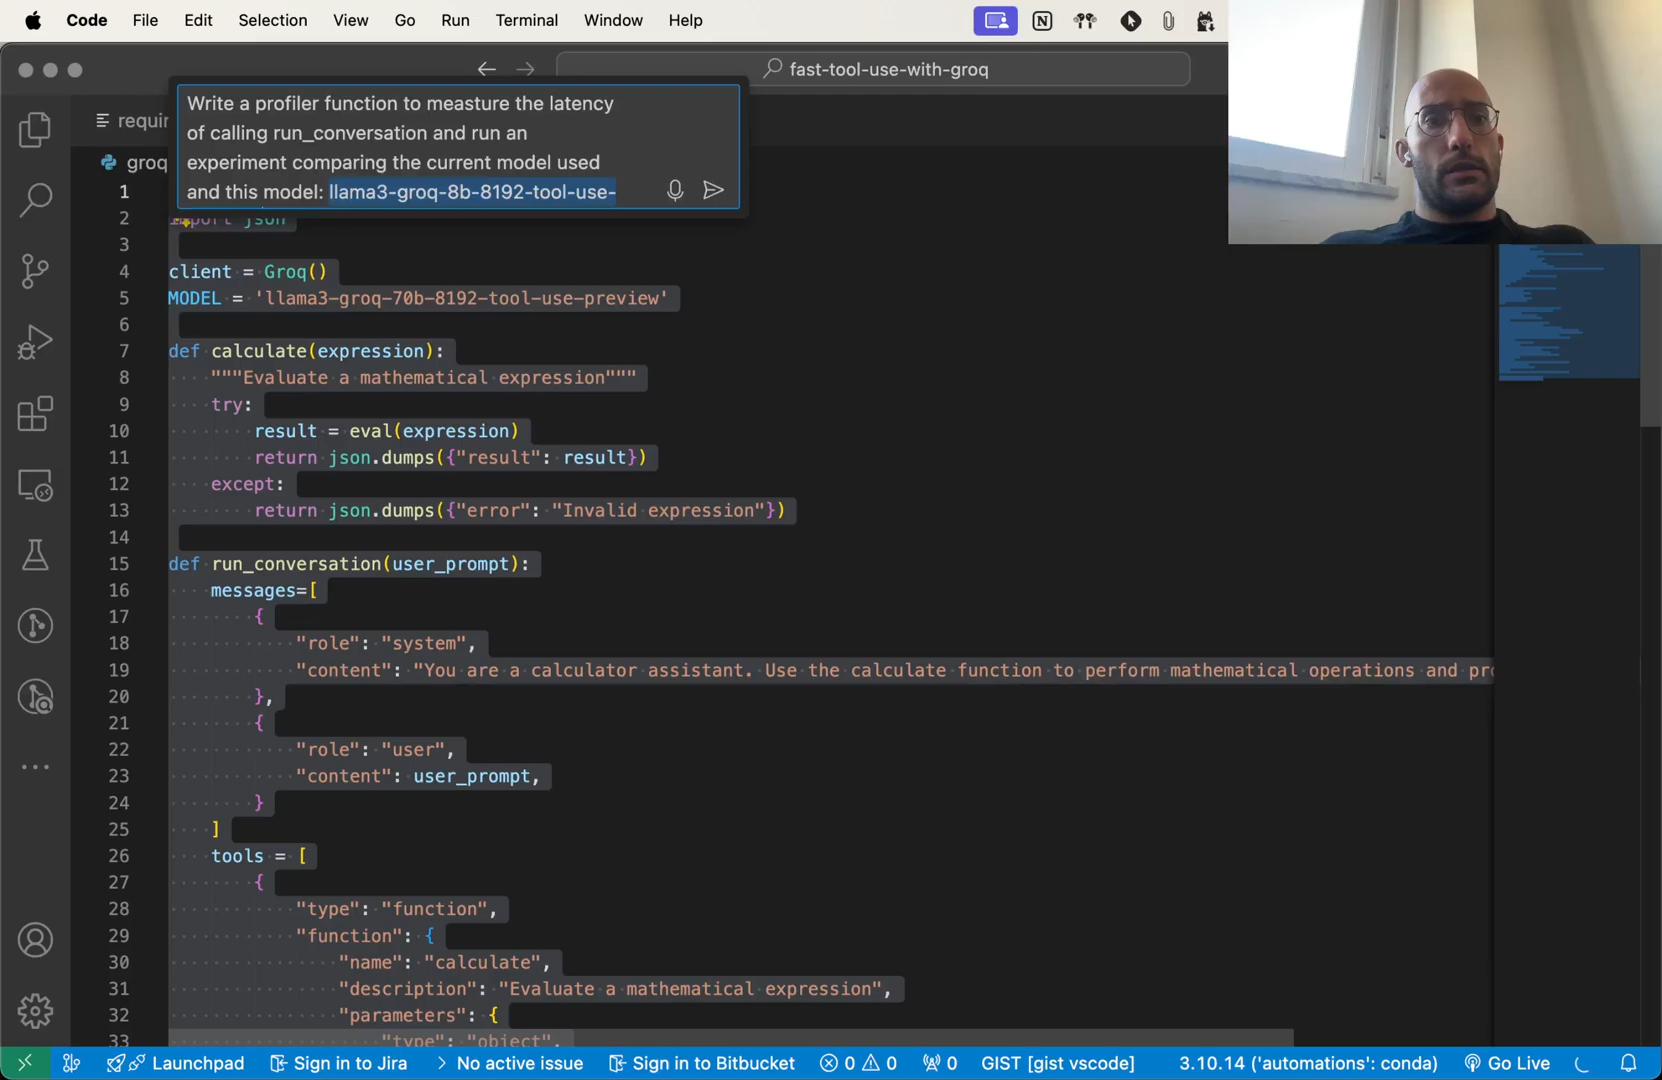 Code File Edit Selection View Go Run Terminal Window Help
fast-tool-use-with-groq
Write a profiler function to measture the latency
of calling run_conversation and run an
experiment comparing the current model used
and this model: llama3-groq-8b-8192-tool-use-
requir
groq
1
2 import json
3
4 client = Groq()
5 MODEL = 'llama3-groq-70b-8192-tool-use-preview'
6
7 def calculate(expression):
8 """Evaluate a mathematical expression"""
9 try:
10 result = eval(expression)
11 return json.dumps({"result": result})
12 except:
13 return json.dumps({"error": "Invalid expression"})
14
15 def run_conversation(user_prompt):
16 messages=[
17 {
18 "role": "system",
19 "content": "You are a calculator assistant. Use the calculate function to perform mathematical operations and pro
20 },
21 {
22 "role": "user",
23 "content": user_prompt,
24 }
25 ]
26 tools = [
27 {
28 "type": "function",
29 "function": {
30 "name": "calculate",
31 "description": "Evaluate a mathematical expression",
32 "parameters": {
33 "type": "object",
Launchpad Sign in to Jira No active issue Sign in to Bitbucket 0 0 0 GIST [gist vscode] 3.10.14 ('automations': conda) Go Live